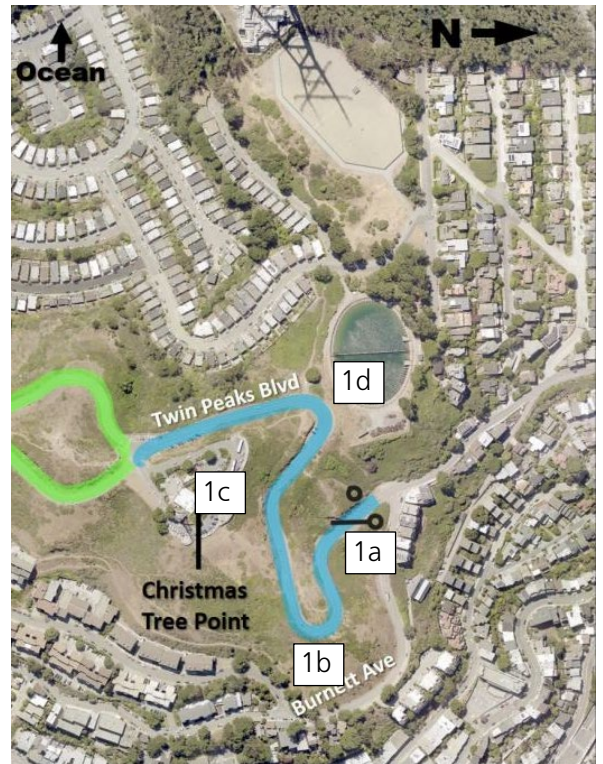 N
Ocean
1d
Twin Peaks Blvd
1c
1a
Christmas
Tree Point
1b
Burnett Ave